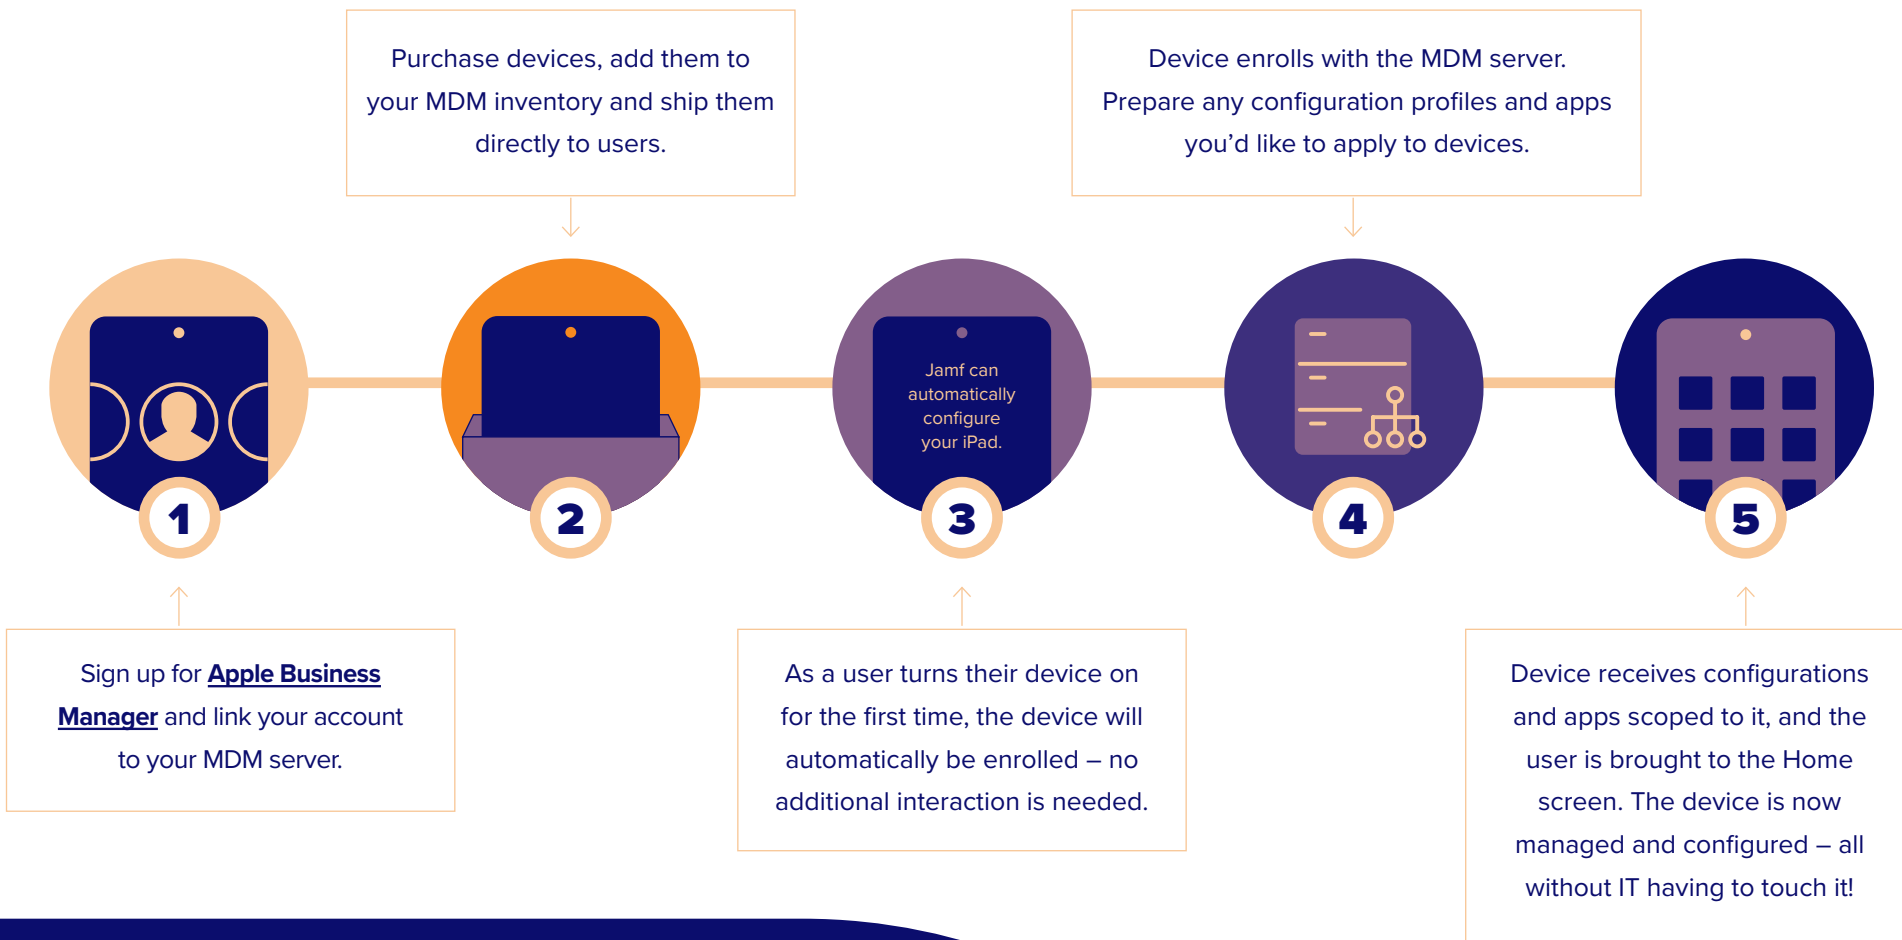 Purchase devices, add them to
your MDM inventory and ship them
directly to users.
Device enrolls with the MDM server.
Prepare any configuration profiles and apps
you’d like to apply to devices.
Jamf can
automatically
configure
your iPad.
1
2
3
4
5
Sign up for Apple Business
Manager and link your account
to your MDM server.
As a user turns their device on
for the first time, the device will
automatically be enrolled – no
additional interaction is needed.
Device receives configurations
and apps scoped to it, and the
user is brought to the Home
screen. The device is now
managed and configured – all
without IT having to touch it!